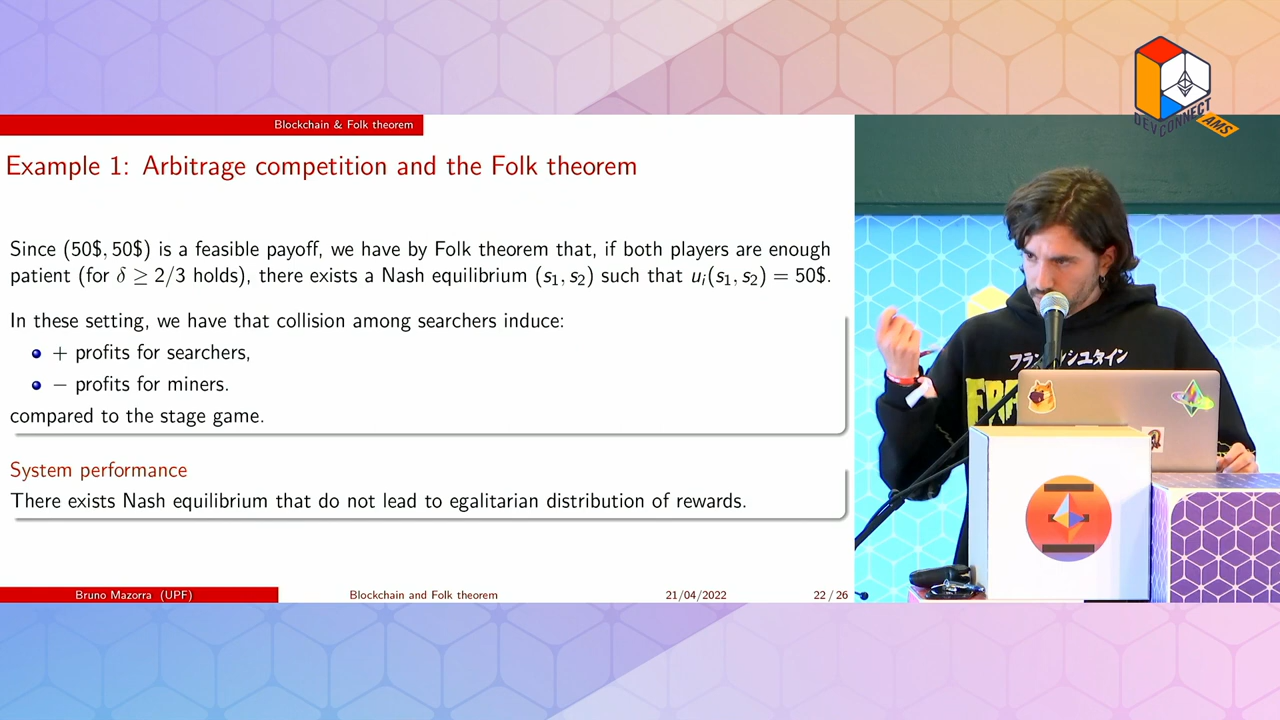 DEVCONNECT
AMS
Blockchain & Folk theorem
Example 1: Arbitrage competition and the Folk theorem
Since (50$, 50$) is a feasible payoff, we have by Folk theorem that, if both players are enough
patient (for δ ≥ 2/3 holds), there exists a Nash equilibrium (s₁, s₂) such that uᵢ(s₁, s₂) = 50$.
In these setting, we have that collision among searchers induce:
+ profits for searchers,
− profits for miners.
compared to the stage game.
System performance
There exists Nash equilibrium that do not lead to egalitarian distribution of rewards.
Bruno Mazorra (UPF)
Blockchain and Folk theorem
21/04/2022
22 / 26